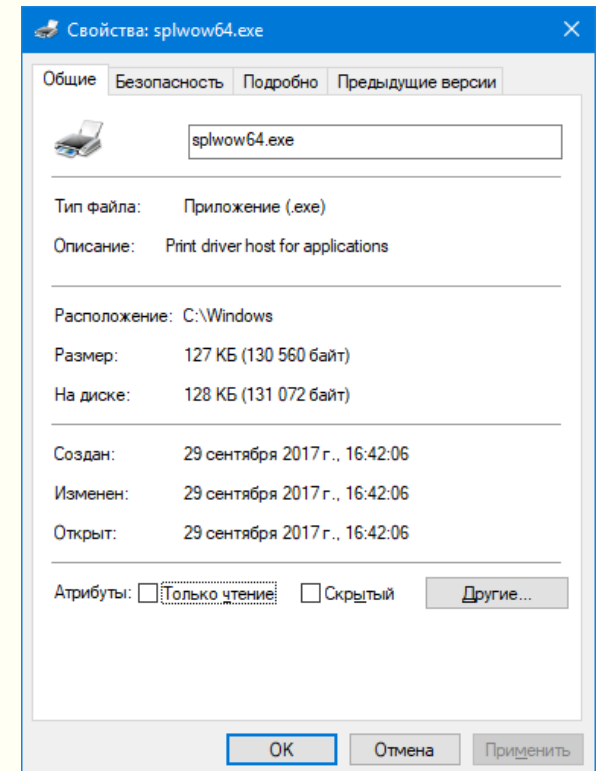 Свойства: splwow64.exe
Общие Безопасность Подробно Предыдущие версии
splwow64.exe
Тип файла: Приложение (.exe)
Описание: Print driver host for applications
Расположение: C:\Windows
Размер: 127 КБ (130 560 байт)
На диске: 128 КБ (131 072 байт)
Создан: 29 сентября 2017 г., 16:42:06
Изменен: 29 сентября 2017 г., 16:42:06
Открыт: 29 сентября 2017 г., 16:42:06
Атрибуты: Только чтение Скрытый Другие...
ОК Отмена Применить